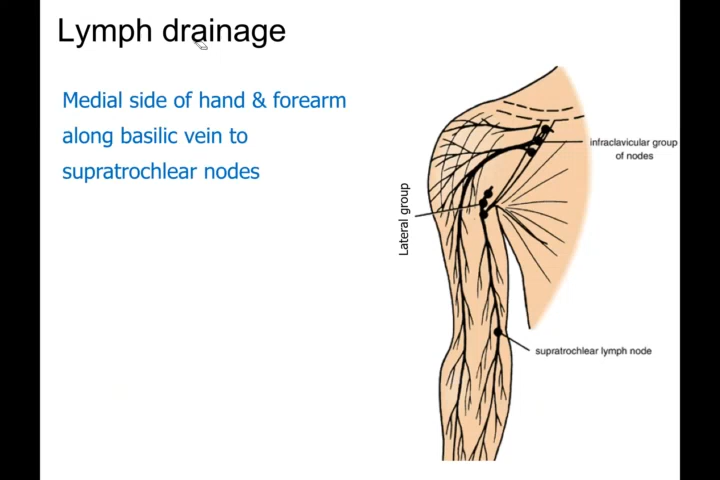 Lymph drainage
Medial side of hand & forearm
along basilic vein to
supratrochlear nodes
infraclavicular group
of nodes
Lateral group
supratrochlear lymph node